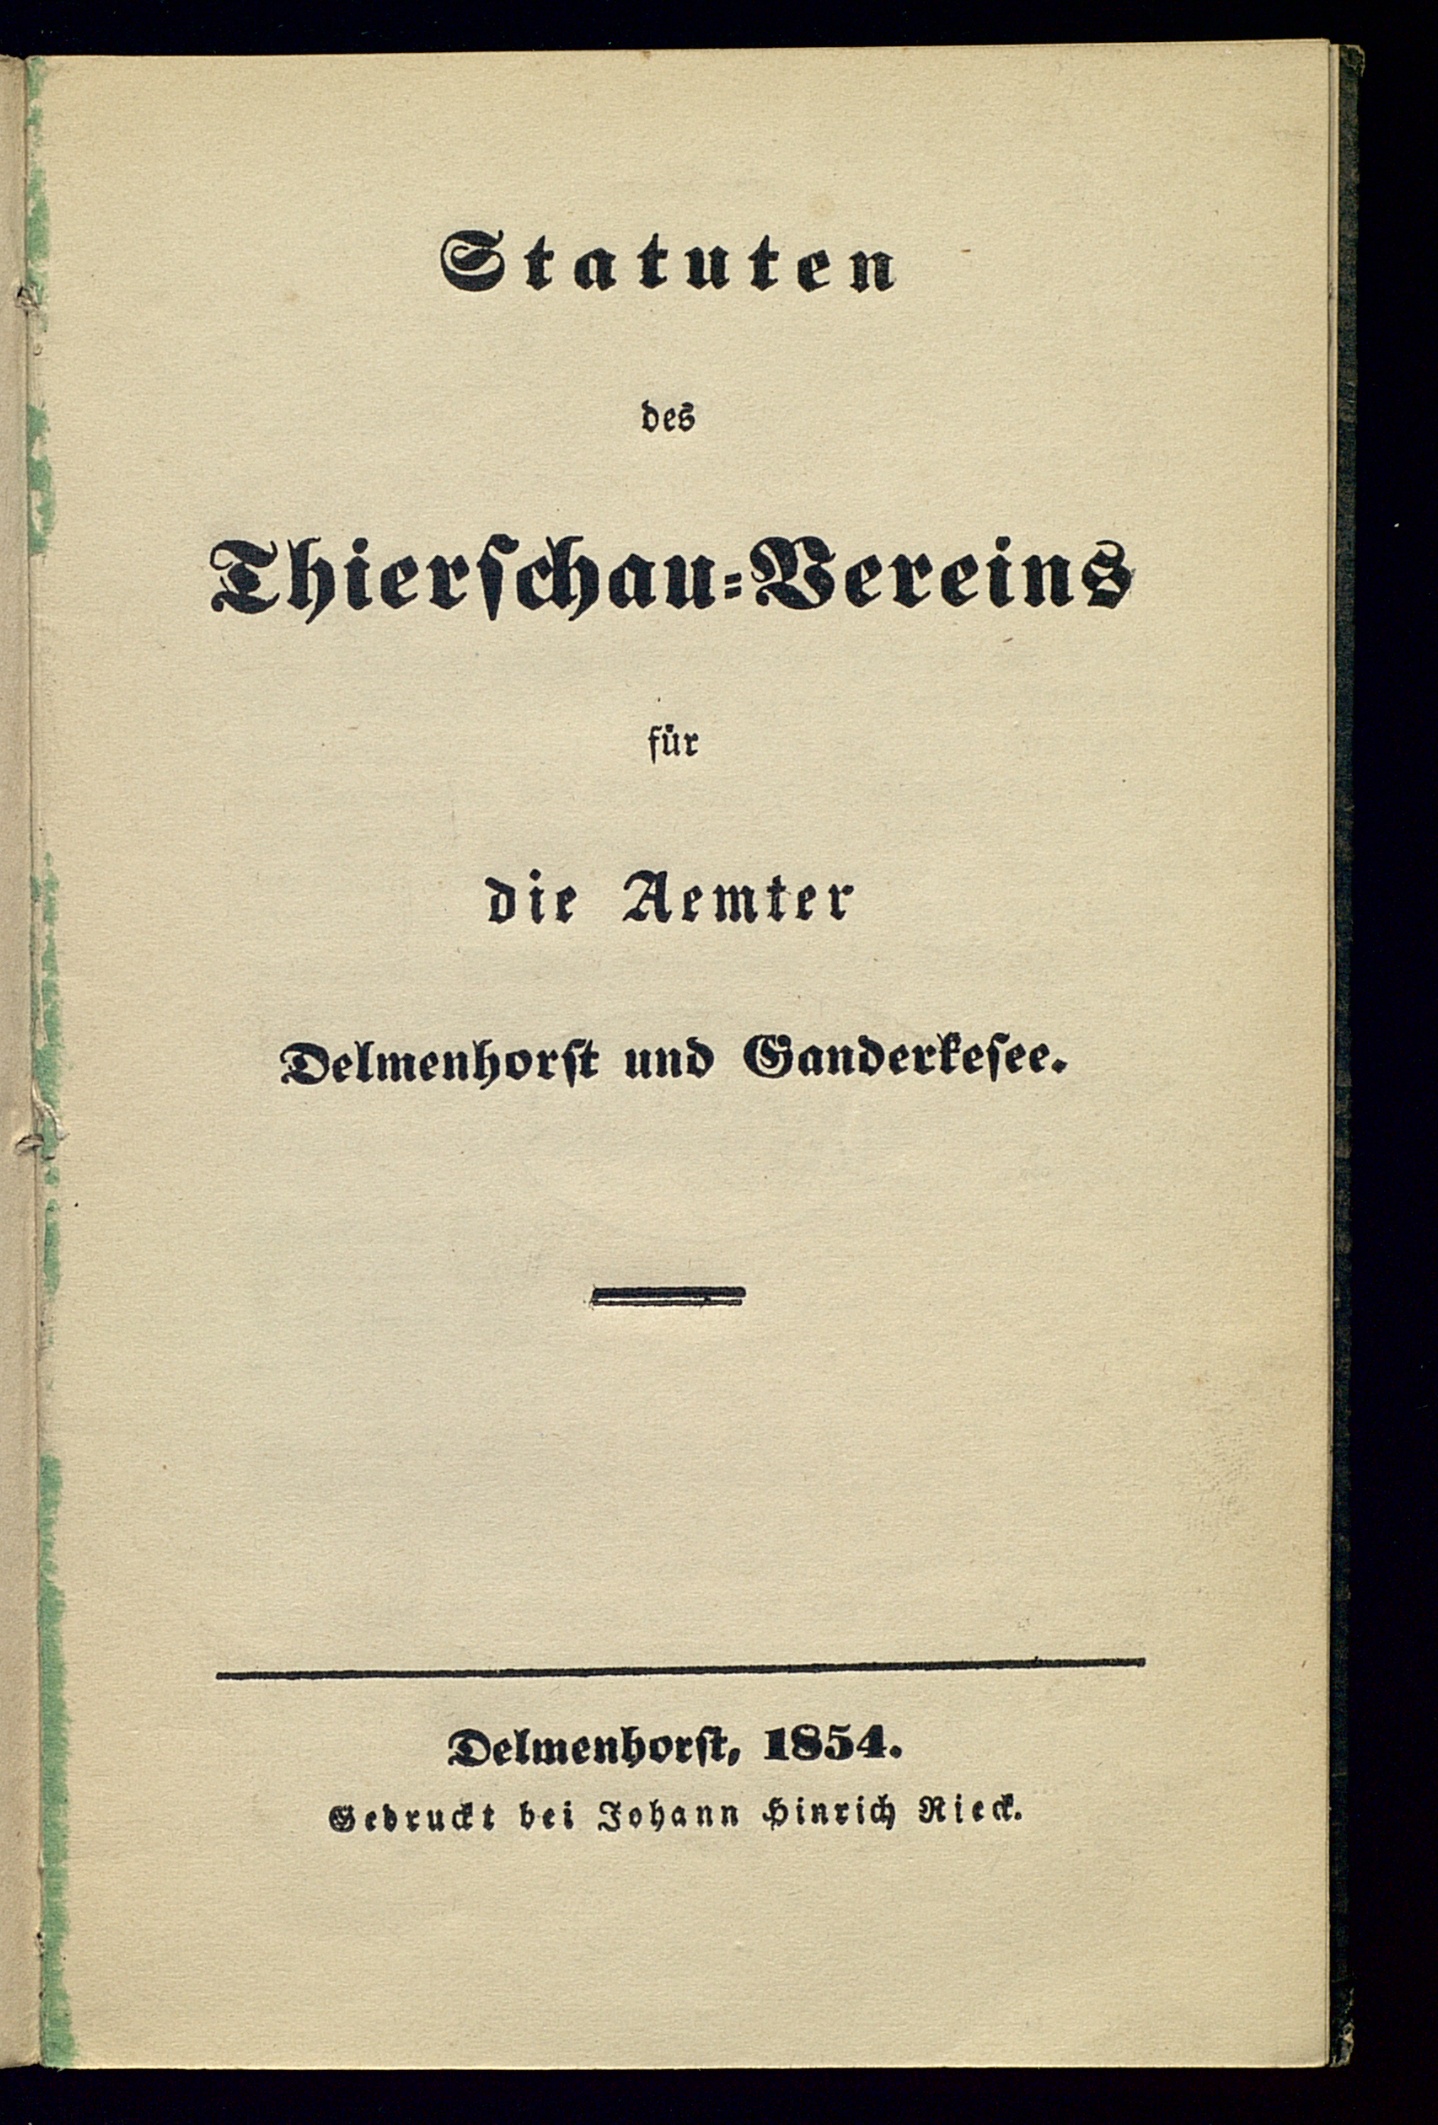 Statuten
des
Thierschau-Vereins
für
die Aemter
Delmenhorst und Ganderkesee.
Delmenhorst, 1854.
Gedruckt bei Johann Hinrich Rieck.